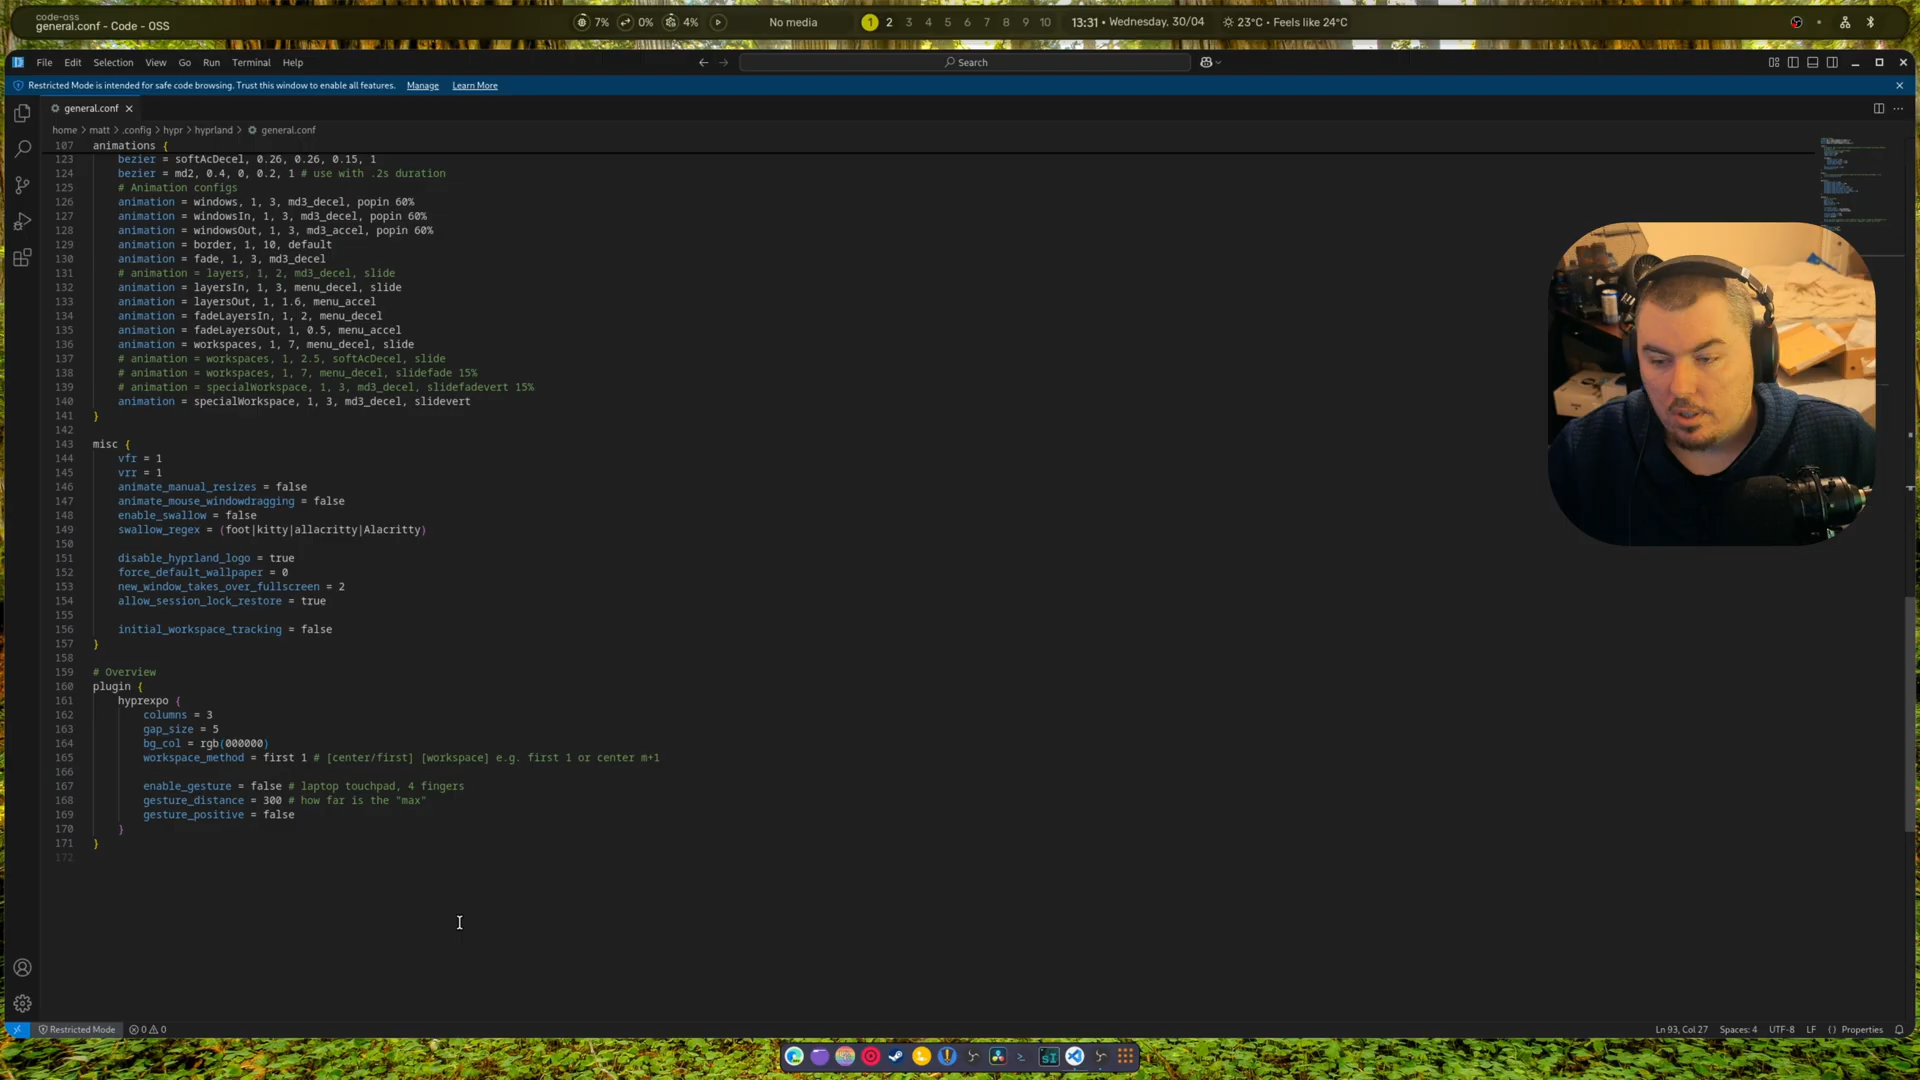 code-oss
general.conf - Code - OSS
7%
0%
4%
No media
1 2 3 4 5 6 7 8 9 10
13:31 • Wednesday, 30/04
23°C • Feels like 24°C
File Edit Selection View Go Run Terminal Help
Search
Restricted Mode is intended for safe code browsing. Trust this window to enable all features. Manage Learn More
general.conf
home > matt > .config > hypr > hyprland > general.conf
107 animations {
123 bezier = softAcDecel, 0.26, 0.26, 0.15, 1
124 bezier = md2, 0.4, 0, 0.2, 1 # use with .2s duration
125 # Animation configs
126 animation = windows, 1, 3, md3_decel, popin 60%
127 animation = windowsIn, 1, 3, md3_decel, popin 60%
128 animation = windowsOut, 1, 3, md3_accel, popin 60%
129 animation = border, 1, 10, default
130 animation = fade, 1, 3, md3_decel
131 # animation = layers, 1, 2, md3_decel, slide
132 animation = layersIn, 1, 3, menu_decel, slide
133 animation = layersOut, 1, 1.6, menu_accel
134 animation = fadeLayersIn, 1, 2, menu_decel
135 animation = fadeLayersOut, 1, 0.5, menu_accel
136 animation = workspaces, 1, 7, menu_decel, slide
137 # animation = workspaces, 1, 2.5, softAcDecel, slide
138 # animation = workspaces, 1, 7, menu_decel, slidefade 15%
139 # animation = specialWorkspace, 1, 3, md3_decel, slidefadevert 15%
140 animation = specialWorkspace, 1, 3, md3_decel, slidevert
141 }
142
143 misc {
144 vfr = 1
145 vrr = 1
146 animate_manual_resizes = false
147 animate_mouse_windowdragging = false
148 enable_swallow = false
149 swallow_regex = (foot|kitty|allacritty|Alacritty)
150
151 disable_hyprland_logo = true
152 force_default_wallpaper = 0
153 new_window_takes_over_fullscreen = 2
154 allow_session_lock_restore = true
155
156 initial_workspace_tracking = false
157 }
158
159 # Overview
160 plugin {
161 hyprexpo {
162 columns = 3
163 gap_size = 5
164 bg_col = rgb(000000)
165 workspace_method = first 1 # [center/first] [workspace] e.g. first 1 or center m+1
166
167 enable_gesture = false # laptop touchpad, 4 fingers
168 gesture_distance = 300 # how far is the "max"
169 gesture_positive = false
170 }
171 }
172
Restricted Mode 0 0
Ln 93, Col 27 Spaces: 4 UTF-8 LF {} Properties